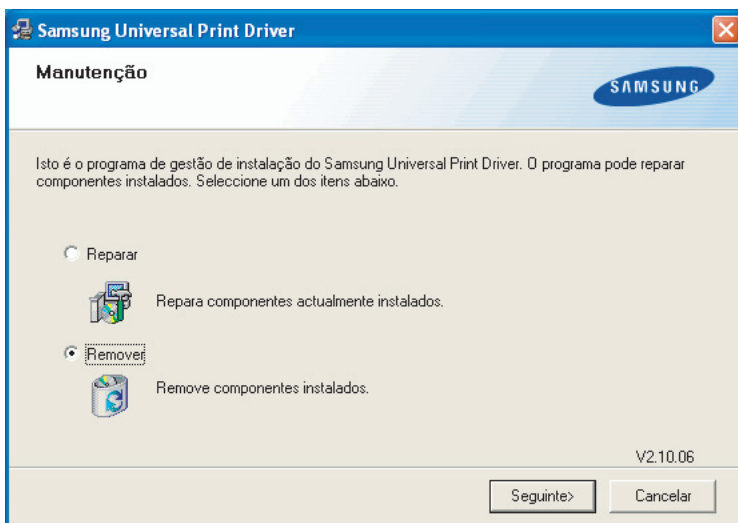 Samsung Universal Print Driver
Manutenção
SAMSUNG
Isto é o programa de gestão de instalação do Samsung Universal Print Driver. O programa pode reparar
componentes instalados. Seleccione um dos itens abaixo.
Reparar
Repara componentes actualmente instalados.
Remover
Remove componentes instalados.
V2.10.06
Seguinte>
Cancelar